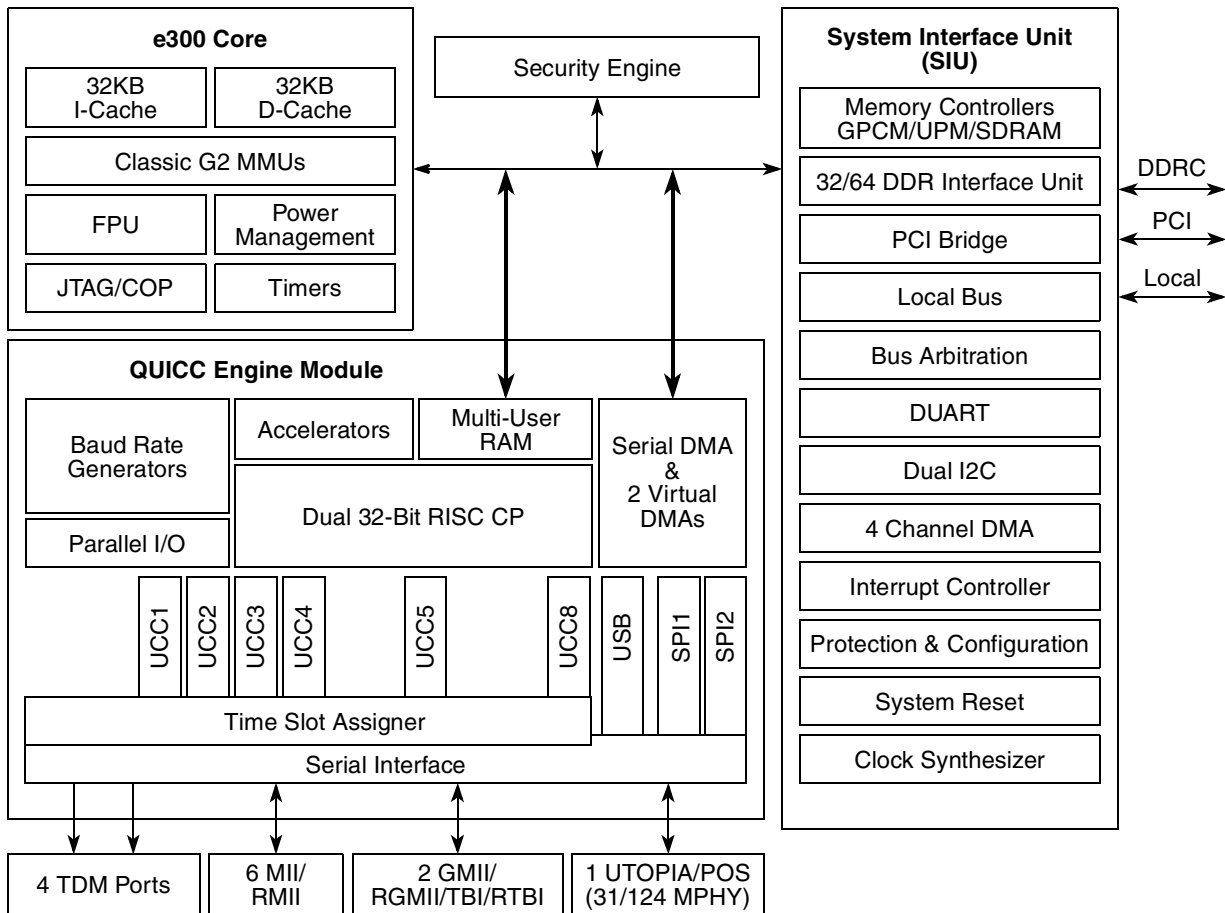 e300 Core
32KB
I-Cache
32KB
D-Cache
Classic G2 MMUs
FPU
Power
Management
JTAG/COP
Timers
Security Engine
System Interface Unit
(SIU)
Memory Controllers
GPCM/UPM/SDRAM
32/64 DDR Interface Unit
PCI Bridge
Local Bus
Bus Arbitration
DUART
Dual I2C
4 Channel DMA
Interrupt Controller
Protection & Configuration
System Reset
Clock Synthesizer
DDRC
PCI
Local
QUICC Engine Module
Baud Rate
Generators
Parallel I/O
Accelerators
Multi-User
RAM
Dual 32-Bit RISC CP
Serial DMA
&
2 Virtual
DMAs
UCC1
UCC2
UCC3
UCC4
UCC5
UCC8
USB
SPI1
SPI2
Time Slot Assigner
Serial Interface
4 TDM Ports
6 MII/
RMII
2 GMII/
RGMII/TBI/RTBI
1 UTOPIA/POS
(31/124 MPHY)